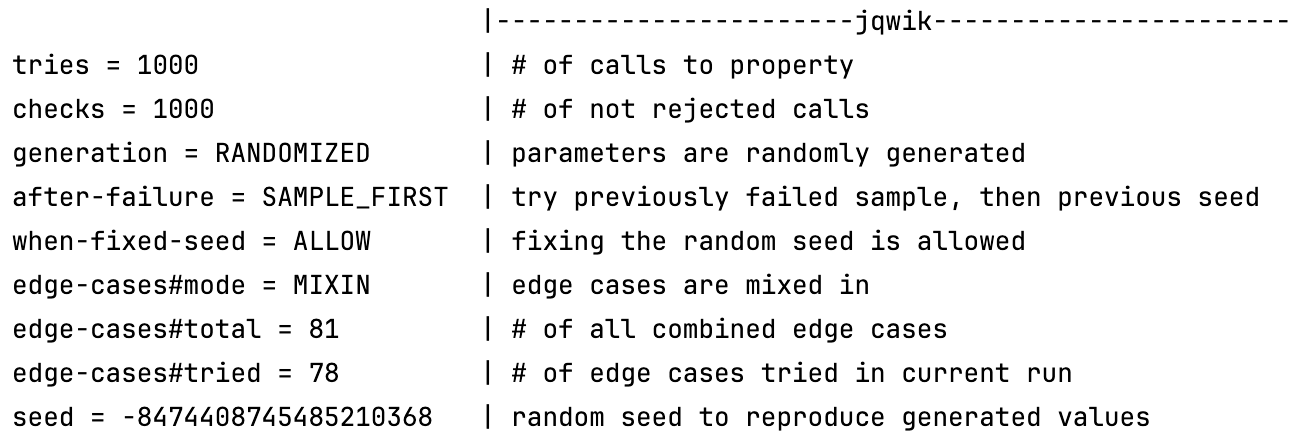 |-----------------------jqwik-----------------------
tries = 1000 | # of calls to property
checks = 1000 | # of not rejected calls
generation = RANDOMIZED | parameters are randomly generated
after-failure = SAMPLE_FIRST | try previously failed sample, then previous seed
when-fixed-seed = ALLOW | fixing the random seed is allowed
edge-cases#mode = MIXIN | edge cases are mixed in
edge-cases#total = 81 | # of all combined edge cases
edge-cases#tried = 78 | # of edge cases tried in current run
seed = -8474408745485210368 | random seed to reproduce generated values